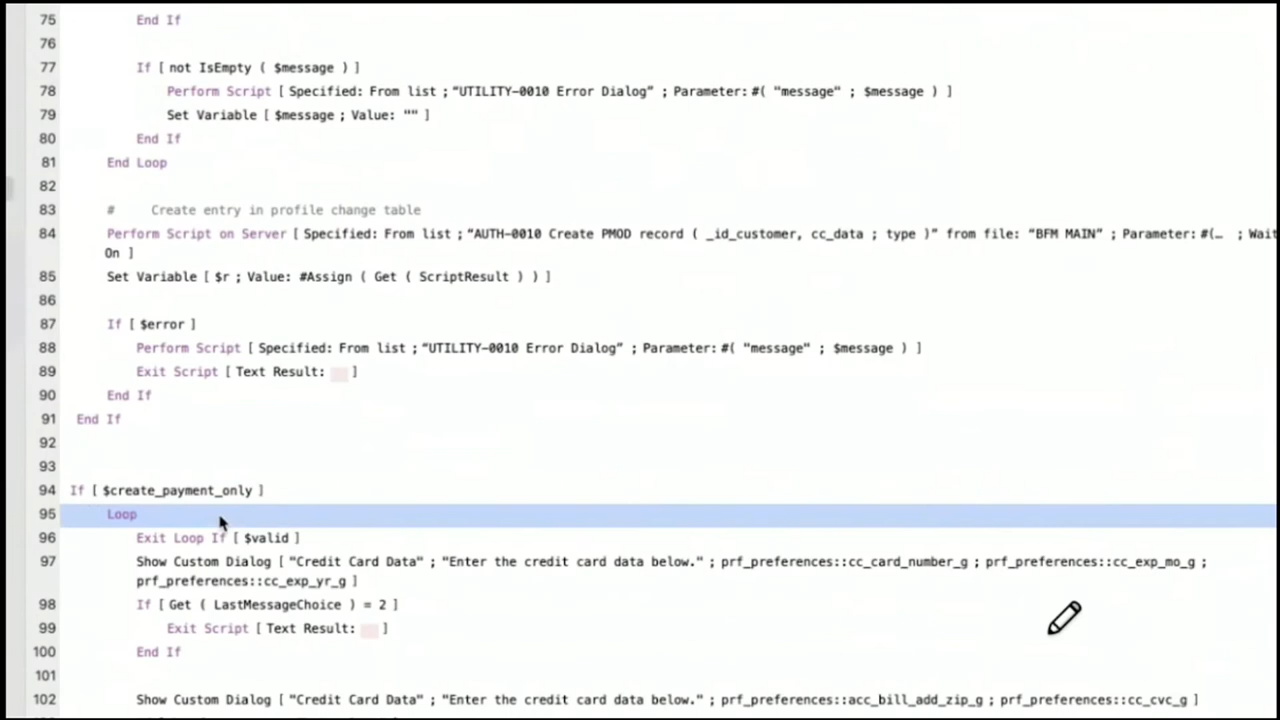 75 End If
76
77 If [ not IsEmpty ( $message ) ]
78 Perform Script [ Specified: From list ; “UTILITY-0010 Error Dialog” ; Parameter: #( "message" ; $message ) ]
79 Set Variable [ $message ; Value: "" ]
80 End If
81 End Loop
82
83 # Create entry in profile change table
84 Perform Script on Server [ Specified: From list ; “AUTH-0010 Create PMOD record ( _id_customer, cc_data ; type )” from file: “BFM MAIN” ; Parameter: #(… ; Wait
On ]
85 Set Variable [ $r ; Value: #Assign ( Get ( ScriptResult ) ) ]
86
87 If [ $error ]
88 Perform Script [ Specified: From list ; “UTILITY-0010 Error Dialog” ; Parameter: #( "message" ; $message ) ]
89 Exit Script [ Text Result: ]
90 End If
91 End If
92
93
94 If [ $create_payment_only ]
95 Loop
96 Exit Loop If [ $valid ]
97 Show Custom Dialog [ "Credit Card Data" ; "Enter the credit card data below." ; prf_preferences::cc_card_number_g ; prf_preferences::cc_exp_mo_g ;
prf_preferences::cc_exp_yr_g ]
98 If [ Get ( LastMessageChoice ) = 2 ]
99 Exit Script [ Text Result: ]
100 End If
101
102 Show Custom Dialog [ "Credit Card Data" ; "Enter the credit card data below." ; prf_preferences::acc_bill_add_zip_g ; prf_preferences::cc_cvc_g ]